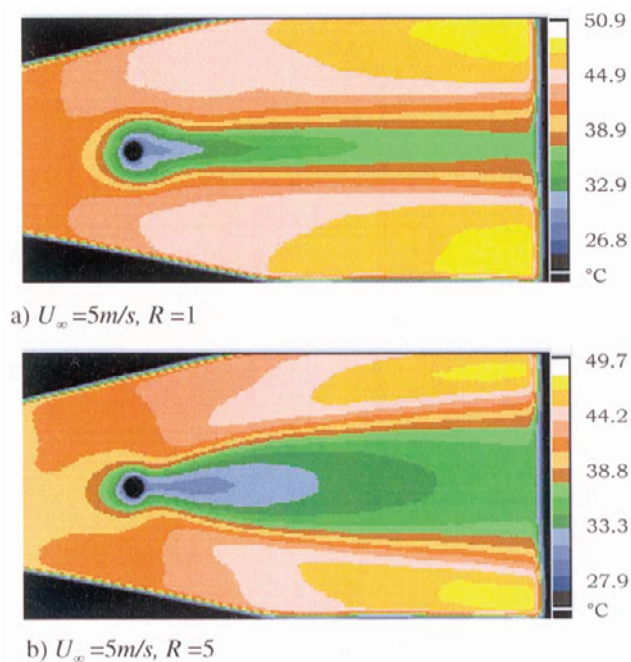 50.9
44.9
38.9
32.9
26.8
°C
a) U∞=5m/s, R =1
49.7
44.2
38.8
33.3
27.9
°C
b) U∞=5m/s, R=5